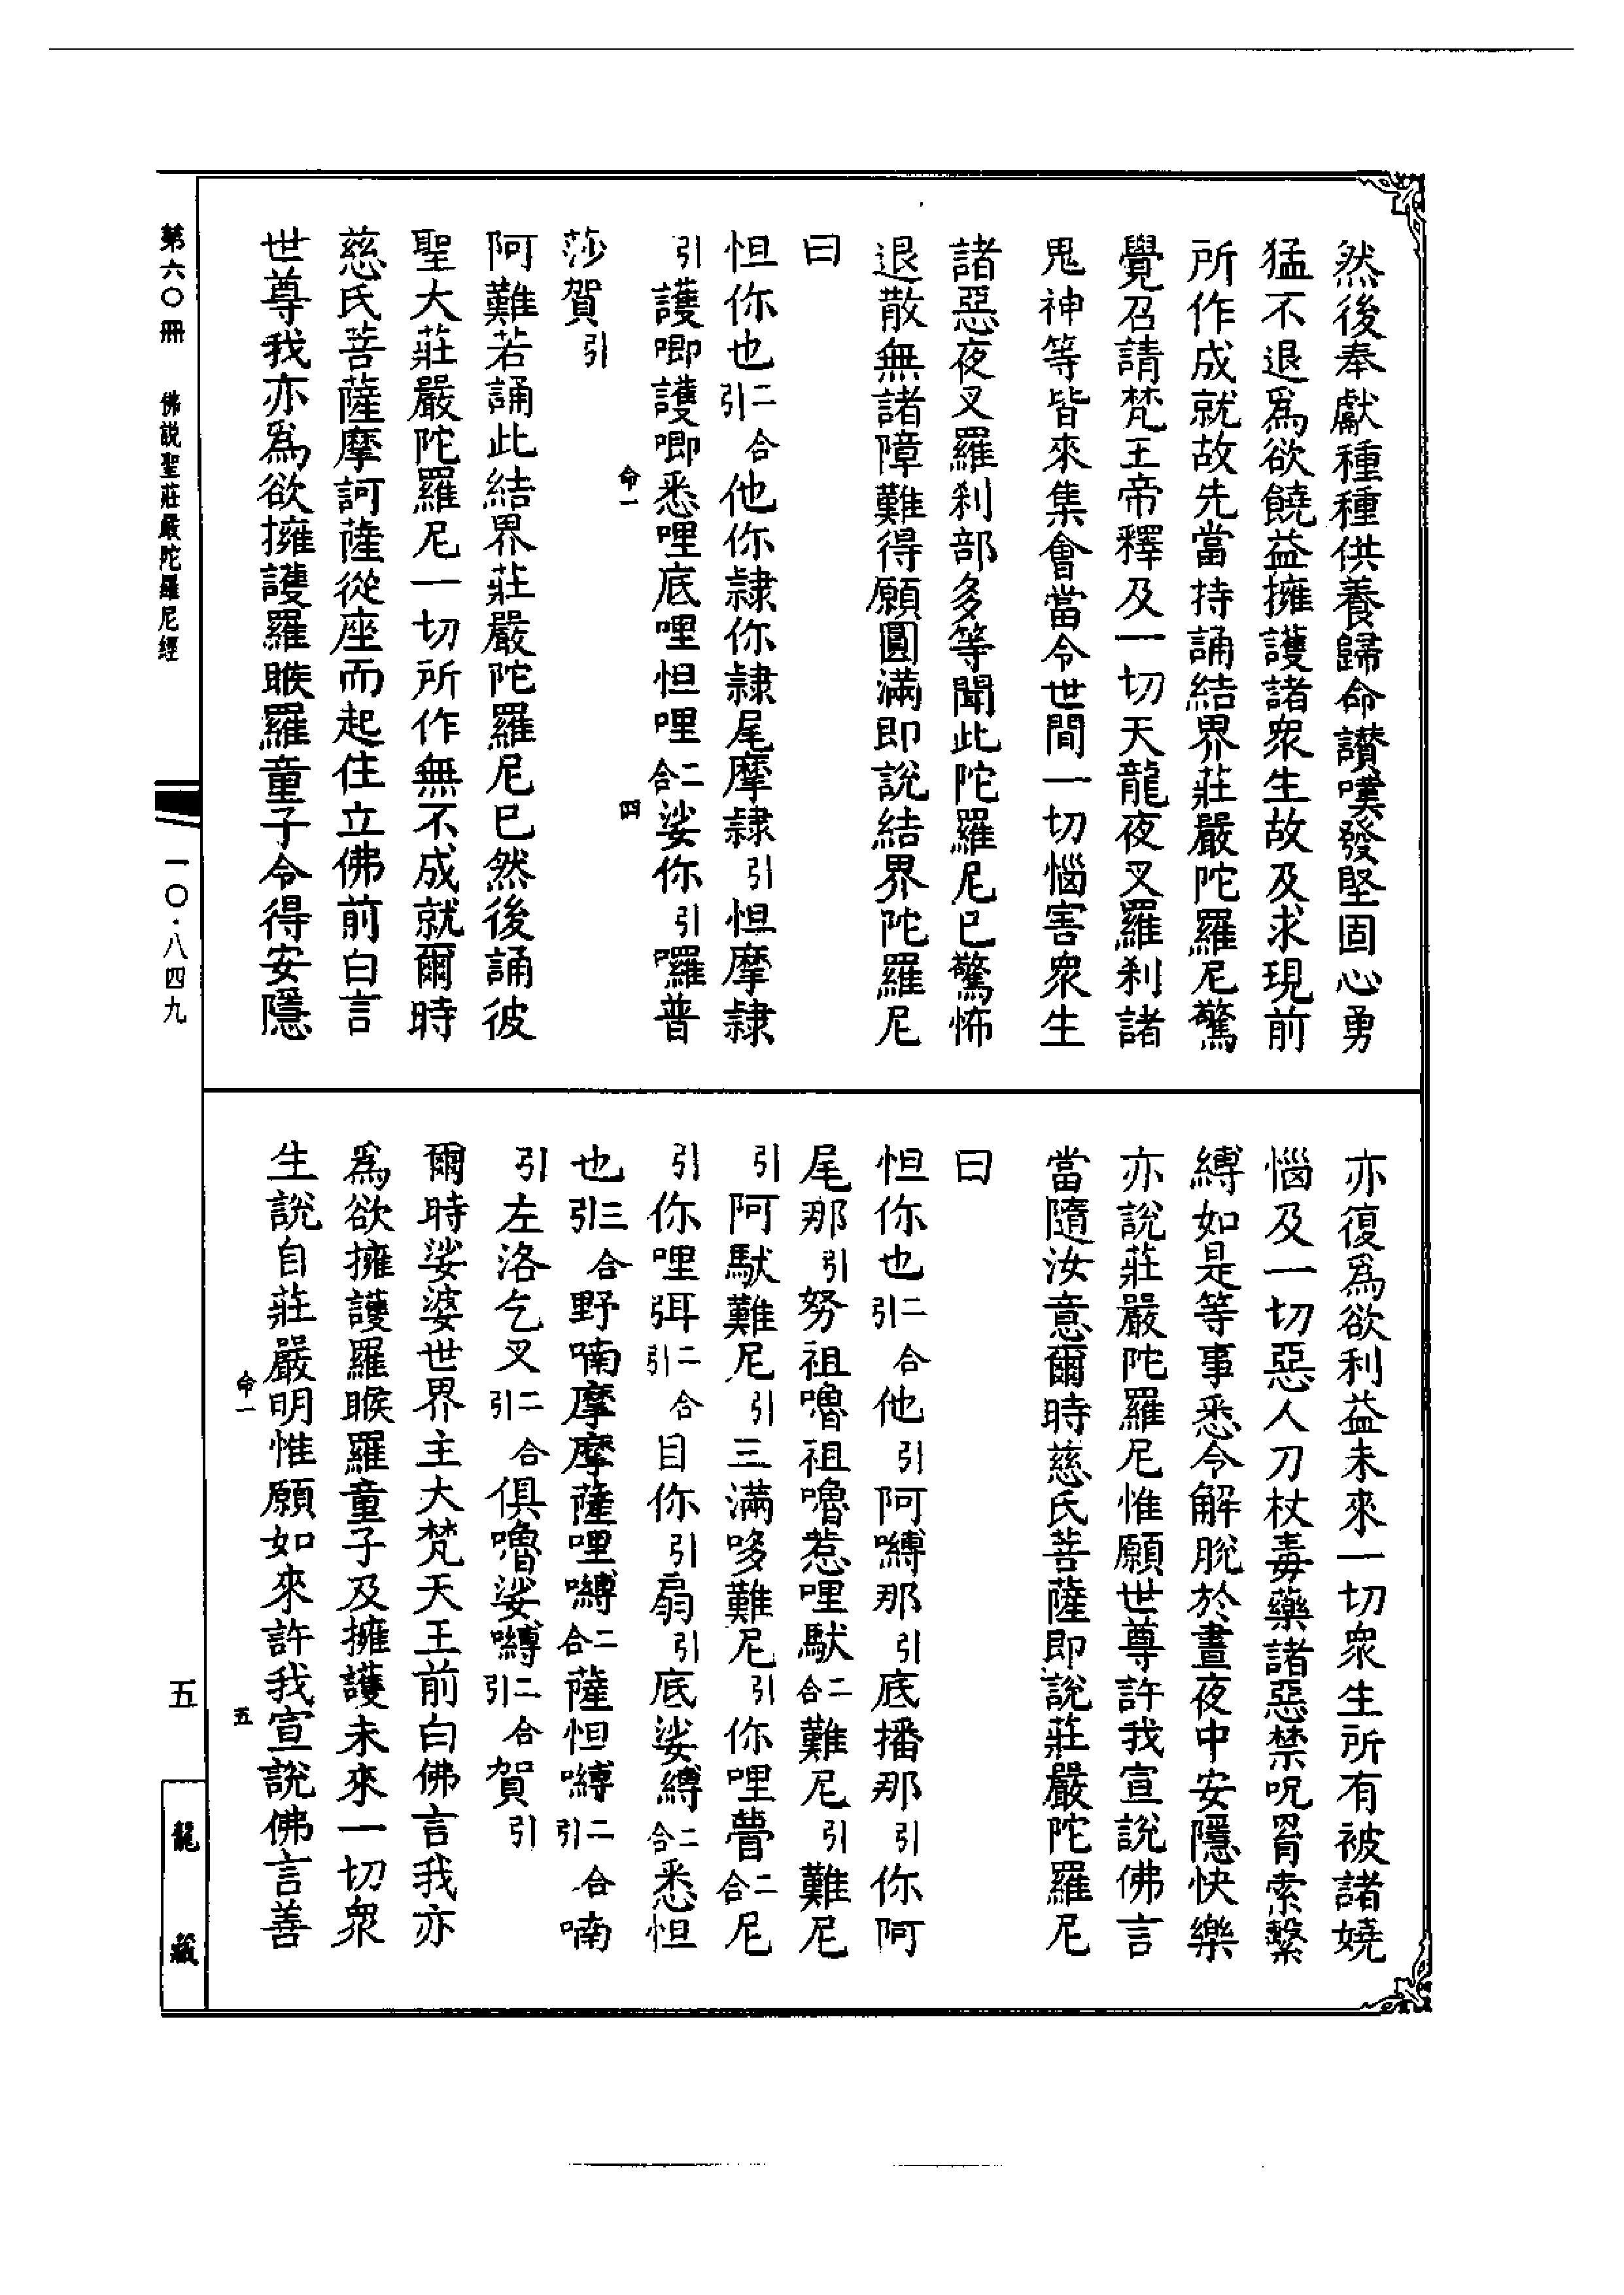 然後奉獻種種供養歸命讃嘆發堅固心勇
猛不退爲欲饒益擁護諸衆生故及求現前
所作成就故先當持誦結界莊嚴陀羅尼驚
覺召請梵王帝釋及一切天龍夜叉羅刹諸
鬼神等皆來集會當令世間一切惱害衆生
諸惡夜叉羅刹部多等聞此陀羅尼已驚怖
退散無諸障難得願圓滿即説結界陀羅尼
曰
怛你也二合引他你隷你隷尾摩隷引怛摩隷
引護唧護唧悉哩底哩怛哩二合娑你引囉普
命一 四
莎賀引
阿難若誦此結界莊嚴陀羅尼已然後誦彼
聖大莊嚴陀羅尼一切所作無不成就爾時
慈氏菩薩摩訶薩從座而起住立佛前白言
世尊我亦爲欲擁護羅睺羅童子令得安隱
亦復爲欲利益未來一切衆生所有被諸嬈
惱及一切惡人刀杖毒藥諸惡禁呪罥索繫
縛如是等事悉令解脫於晝夜中安隱快樂
亦説莊嚴陀羅尼惟願世尊許我宣説佛言
當隨汝意爾時慈氏菩薩即説莊嚴陀羅尼
曰
怛你也二合引他引阿嚩那引底播那引你阿
尾那引努祖嚕祖嚕惹哩馱二合難尼引難尼
引阿馱難尼引三滿哆難尼引你哩瞢二合尼
引你哩弭二合引目你引扇引底娑縛二合悉怛
也三合引野喃摩摩薩哩嚩二合薩怛嚩二合引喃
引左洛乞叉二合引俱嚕娑嚩二合引賀引
爾時娑婆世界主大梵天王前白佛言我亦
爲欲擁護羅睺羅童子及擁護未來一切衆
生説自莊嚴明惟願如來許我宣説佛言善
命一 五
第六〇冊 佛説聖莊嚴陀羅尼經
一〇·八四九
五
龍藏